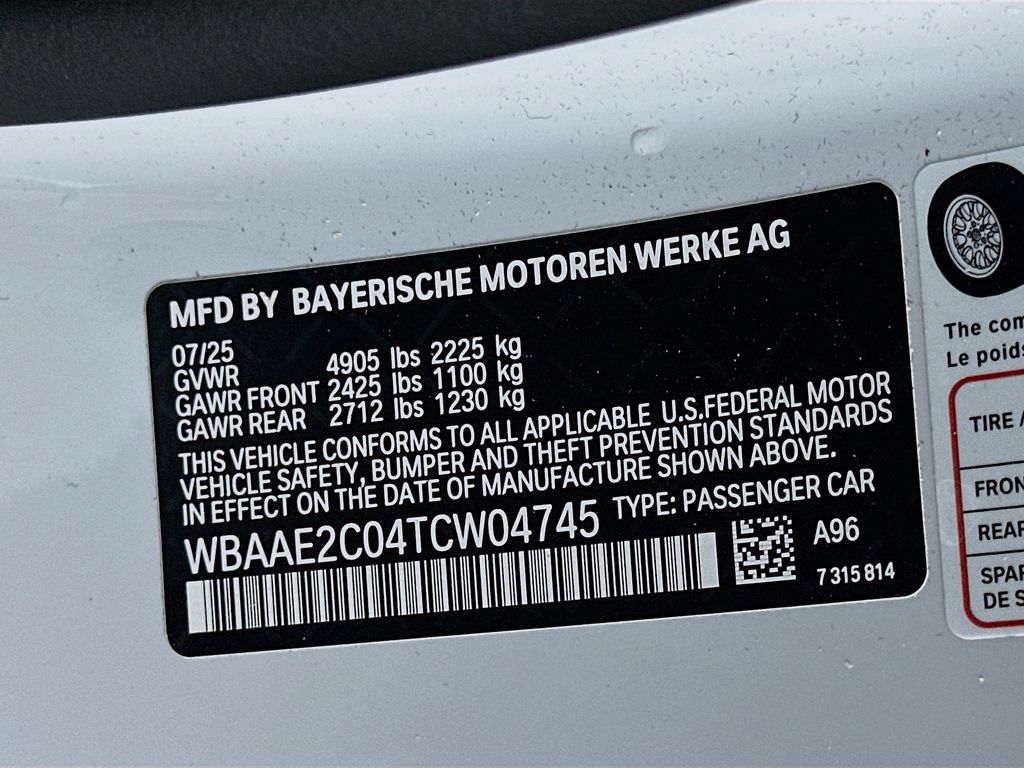 MFD BY BAYERISCHE MOTOREN WERKE AG
07/25
GVWR 4905 lbs 2225 kg
GAWR FRONT 2425 lbs 1100 kg
GAWR REAR 2712 lbs 1230 kg
THIS VEHICLE CONFORMS TO ALL APPLICABLE U.S.FEDERAL MOTOR
VEHICLE SAFETY, BUMPER AND THEFT PREVENTION STANDARDS
IN EFFECT ON THE DATE OF MANUFACTURE SHOWN ABOVE.
WBAAE2C04TCW04745 TYPE: PASSENGER CAR
A96
7 315 814
The com
Le poids
TIRE /
FRON
REAR
SPAR
DE S